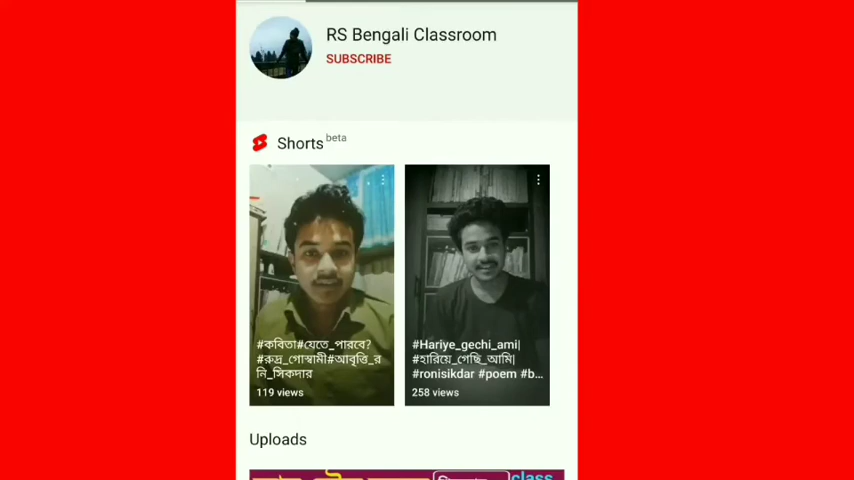 RS Bengali Classroom
SUBSCRIBE
Shorts beta
#কবিতা#যেতে_পারবে?
#রুদ্র_গোস্বামী#আবৃত্তি_র
নি_সিকদার
119 views
#Hariye_gechi_ami|
#হারিয়ে_গেছি_আমি|
#ronisikdar #poem #b...
258 views
Uploads
class